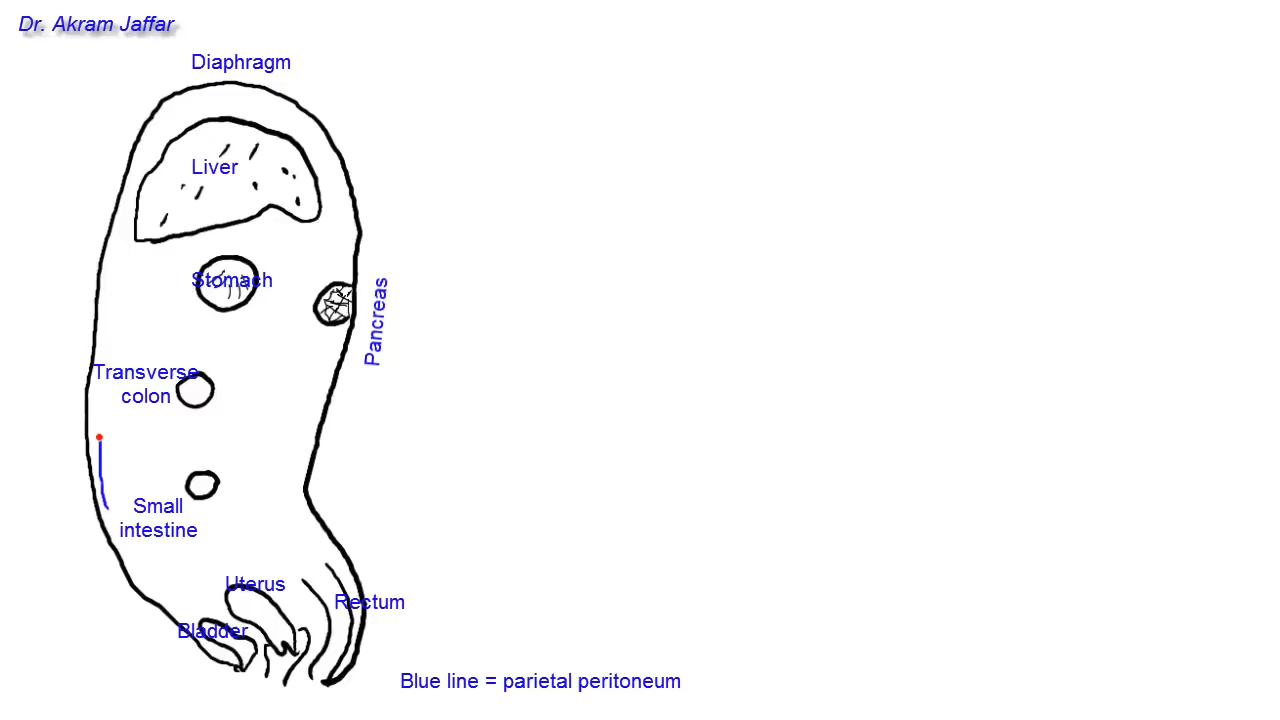 Dr. Akram Jaffar
Diaphragm
Liver
Stomach
Pancreas
Transverse
colon
Small
intestine
Uterus
Rectum
Bladder
Blue line = parietal peritoneum